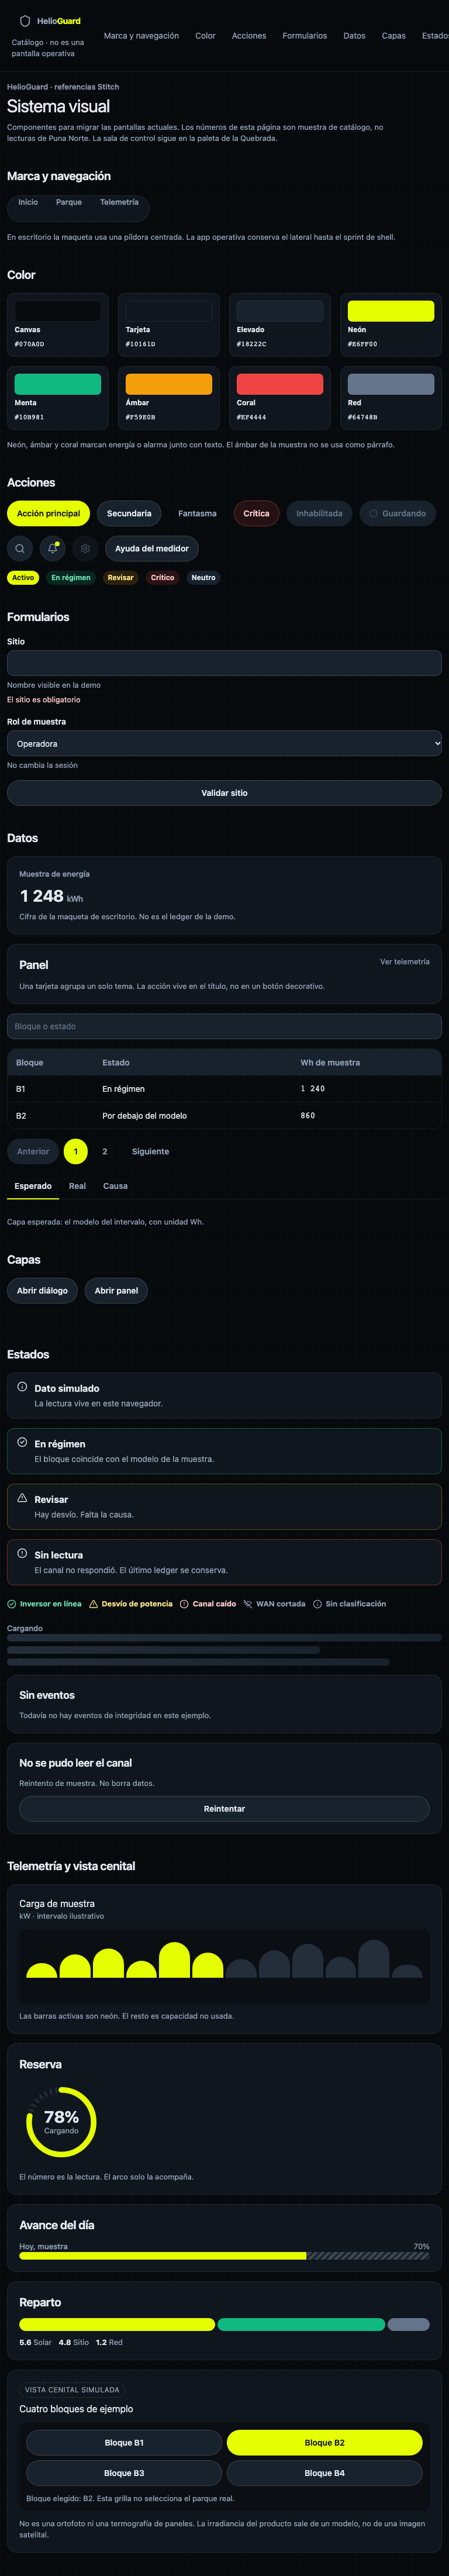 HelioGuard
Catálogo · no es una
pantalla operativa
Marca y navegación
Color
Acciones
Formularios
Datos
Capas
Estados
HelioGuard · referencias Stitch
Sistema visual
Componentes para migrar las pantallas actuales. Los números de esta página son muestra de catálogo, no
lecturas de Puna Norte. La sala de control sigue en la paleta de la Quebrada.
Marca y navegación
Inicio
Parque
Telemetría
En escritorio la maqueta usa una píldora centrada. La app operativa conserva el lateral hasta el sprint de shell.
Color
Canvas
#070A0D
Tarjeta
#10161D
Elevado
#18222C
Neón
#E6FF00
Menta
#10B981
Ámbar
#F59E0B
Coral
#EF4444
Red
#64748B
Neón, ámbar y coral marcan energía o alarma junto con texto. El ámbar de la muestra no se usa como párrafo.
Acciones
Acción principal
Secundaria
Fantasma
Crítica
Inhabilitada
Guardando
Ayuda del medidor
Activo
En régimen
Revisar
Crítico
Neutro
Formularios
Sitio
Nombre visible en la demo
El sitio es obligatorio
Rol de muestra
Operadora
No cambia la sesión
Validar sitio
Datos
Muestra de energía
1 248 kWh
Cifra de la maqueta de escritorio. No es el ledger de la demo.
Panel
Ver telemetría
Una tarjeta agrupa un solo tema. La acción vive en el título, no en un botón decorativo.
Bloque o estado
Bloque
Estado
Wh de muestra
B1
En régimen
1 240
B2
Por debajo del modelo
860
Anterior
1
2
Siguiente
Esperado
Real
Causa
Capa esperada: el modelo del intervalo, con unidad Wh.
Capas
Abrir diálogo
Abrir panel
Estados
Dato simulado
La lectura vive en este navegador.
En régimen
El bloque coincide con el modelo de la muestra.
Revisar
Hay desvío. Falta la causa.
Sin lectura
El canal no respondió. El último ledger se conserva.
Inversor en línea
Desvío de potencia
Canal caído
WAN cortada
Sin clasificación
Cargando
Sin eventos
Todavía no hay eventos de integridad en este ejemplo.
No se pudo leer el canal
Reintento de muestra. No borra datos.
Reintentar
Telemetría y vista cenital
Carga de muestra
kW · intervalo ilustrativo
Las barras activas son neón. El resto es capacidad no usada.
Reserva
78%
Cargando
El número es la lectura. El arco solo la acompaña.
Avance del día
Hoy, muestra
70%
Reparto
5.6 Solar
4.8 Sitio
1.2 Red
VISTA CENITAL SIMULADA
Cuatro bloques de ejemplo
Bloque B1
Bloque B2
Bloque B3
Bloque B4
Bloque elegido: B2. Esta grilla no selecciona el parque real.
No es una ortofoto ni una termografía de paneles. La irradiancia del producto sale de un modelo, no de una imagen
satelital.